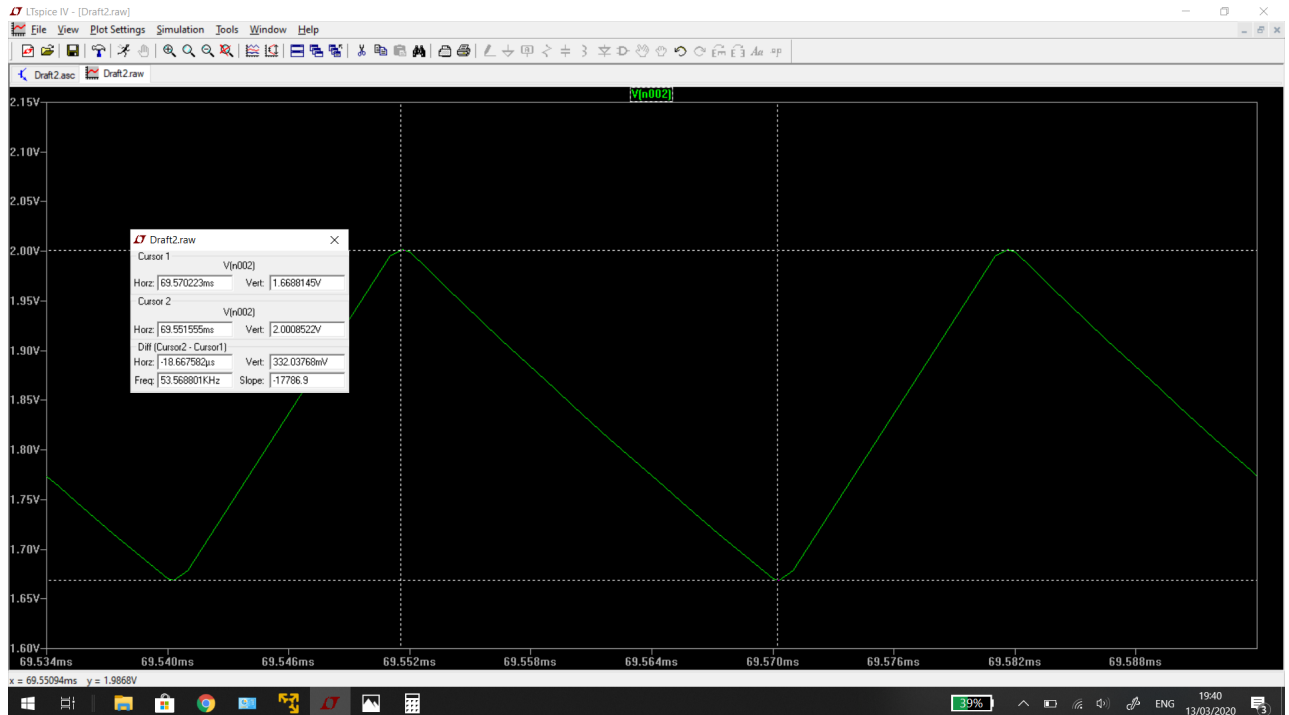 LTspice IV - [Draft2.raw]
File View Plot Settings Simulation Tools Window Help
Draft2.asc Draft2.raw
V(n002)
2.15V
2.10V
2.05V
2.00V
1.95V
1.90V
1.85V
1.80V
1.75V
1.70V
1.65V
1.60V
Draft2.raw
Cursor 1
V(n002)
Horz: 69.570223ms Vert: 1.6688145V
Cursor 2
V(n002)
Horz: 69.551555ms Vert: 2.0008522V
Diff (Cursor2 - Cursor1)
Horz: -18.667582µs Vert: 332.03768mV
Freq: 53.568801KHz Slope: -17786.9
69.534ms 69.540ms 69.546ms 69.552ms 69.558ms 69.564ms 69.570ms 69.576ms 69.582ms 69.588ms
x = 69.55094ms y = 1.9868V
39% ENG 19:40
13/03/2020 3